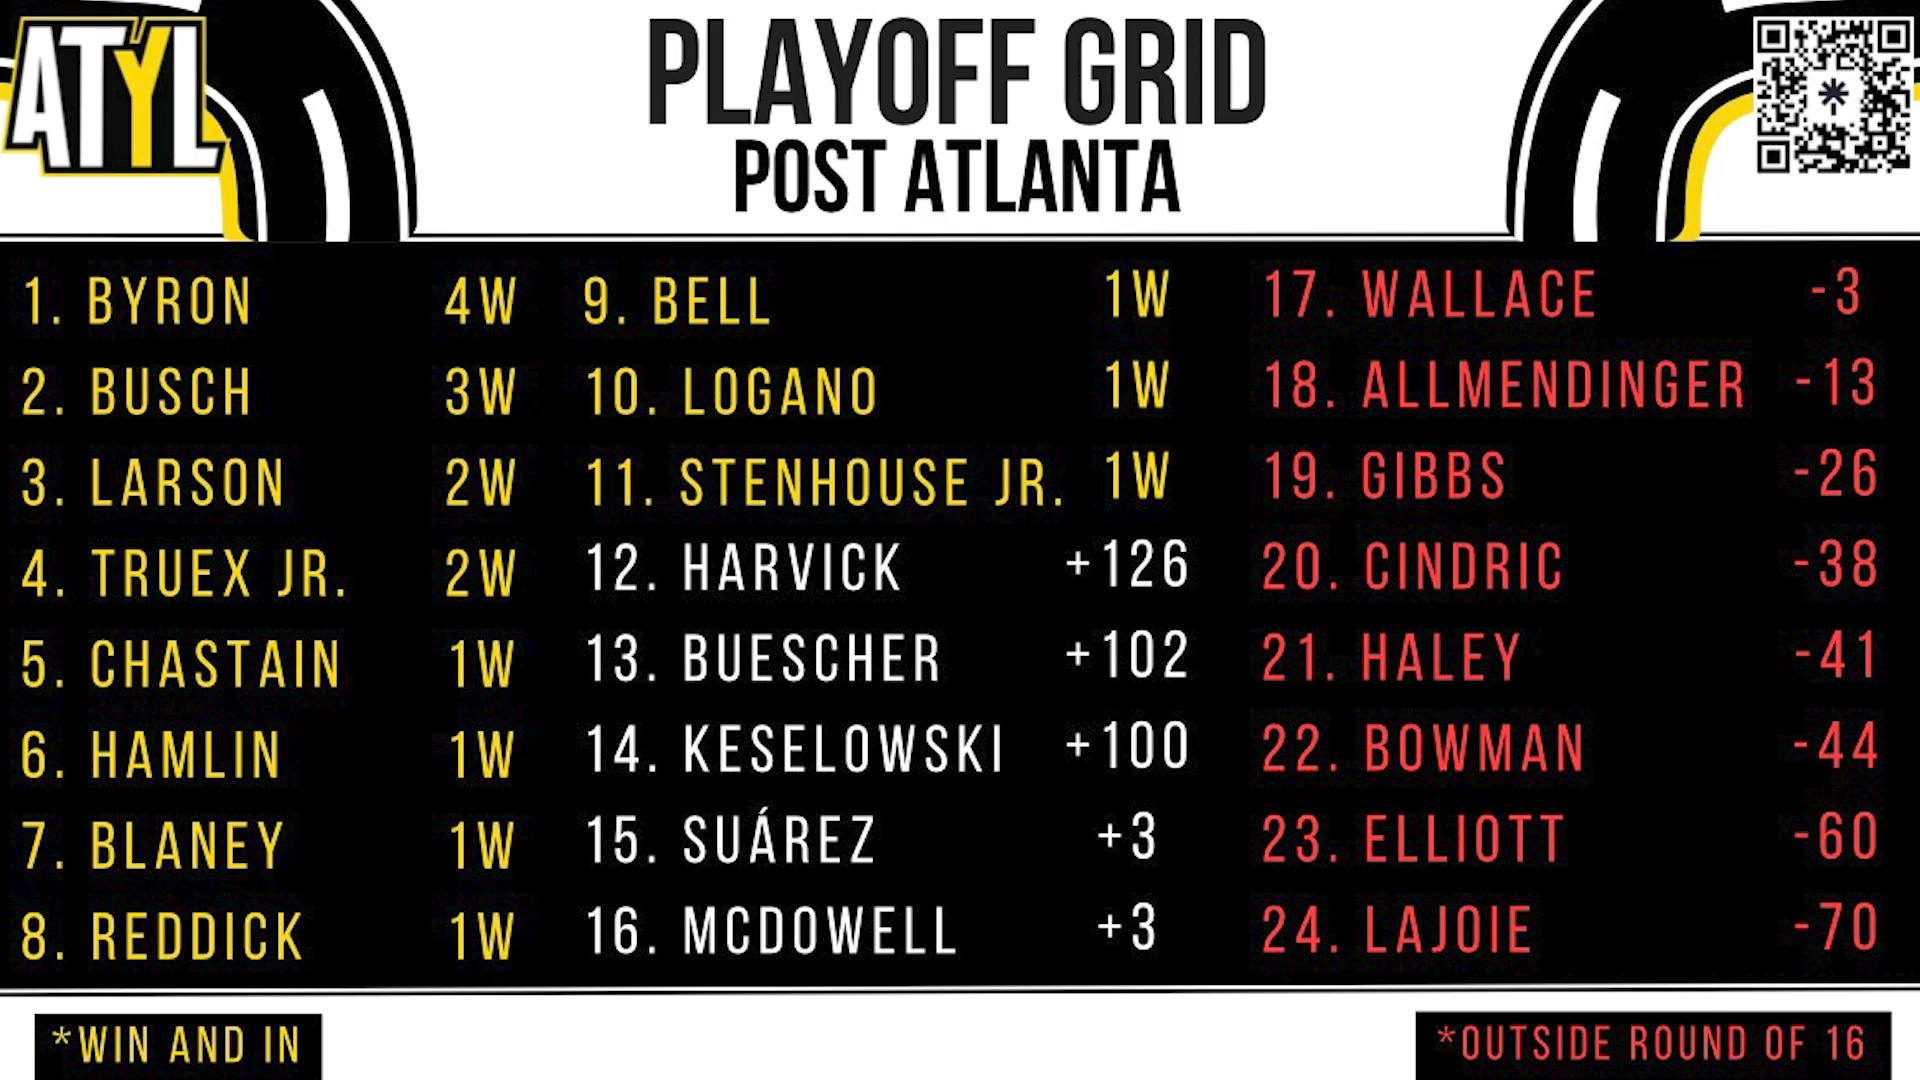 ATYL
PLAYOFF GRID
POST ATLANTA
1. BYRON 4W
2. BUSCH 3W
3. LARSON 2W
4. TRUEX JR. 2W
5. CHASTAIN 1W
6. HAMLIN 1W
7. BLANEY 1W
8. REDDICK 1W
9. BELL 1W
10. LOGANO 1W
11. STENHOUSE JR. 1W
12. HARVICK +126
13. BUESCHER +102
14. KESELOWSKI +100
15. SUÁREZ +3
16. MCDOWELL +3
17. WALLACE -3
18. ALLMENDINGER -13
19. GIBBS -26
20. CINDRIC -38
21. HALEY -41
22. BOWMAN -44
23. ELLIOTT -60
24. LAJOIE -70
*WIN AND IN
*OUTSIDE ROUND OF 16